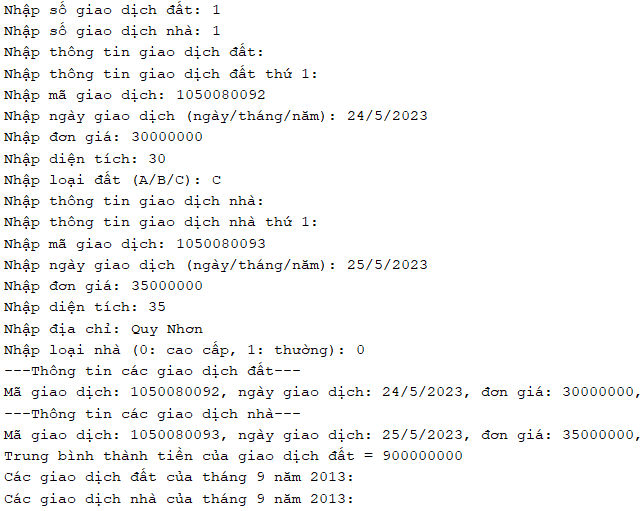 Nhập số giao dịch đất: 1
Nhập số giao dịch nhà: 1
Nhập thông tin giao dịch đất:
Nhập thông tin giao dịch đất thứ 1:
Nhập mã giao dịch: 1050080092
Nhập ngày giao dịch (ngày/tháng/năm): 24/5/2023
Nhập đơn giá: 30000000
Nhập diện tích: 30
Nhập loại đất (A/B/C): C
Nhập thông tin giao dịch nhà:
Nhập thông tin giao dịch nhà thứ 1:
Nhập mã giao dịch: 1050080093
Nhập ngày giao dịch (ngày/tháng/năm): 25/5/2023
Nhập đơn giá: 35000000
Nhập diện tích: 35
Nhập địa chỉ: Quy Nhơn
Nhập loại nhà (0: cao cấp, 1: thường): 0
---Thông tin các giao dịch đất---
Mã giao dịch: 1050080092, ngày giao dịch: 24/5/2023, đơn giá: 30000000,
---Thông tin các giao dịch nhà---
Mã giao dịch: 1050080093, ngày giao dịch: 25/5/2023, đơn giá: 35000000,
Trung bình thành tiền của giao dịch đất = 900000000
Các giao dịch đất của tháng 9 năm 2013:
Các giao dịch nhà của tháng 9 năm 2013: